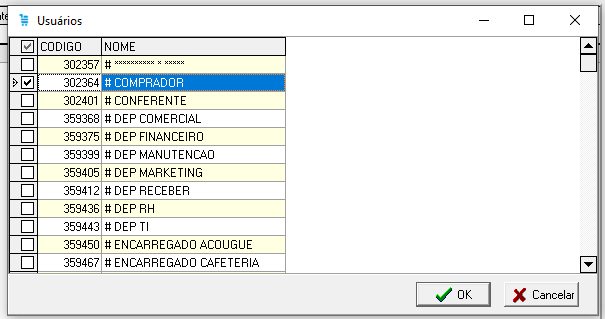 Usuários
CODIGO NOME
302357 # ********** * *****
302364 # COMPRADOR
302401 # CONFERENTE
359368 # DEP COMERCIAL
359375 # DEP FINANCEIRO
359399 # DEP MANUTENCAO
359405 # DEP MARKETING
359412 # DEP RECEBER
359436 # DEP RH
359443 # DEP TI
359450 # ENCARREGADO ACOUGUE
359467 # ENCARREGADO CAFETERIA
OK Cancelar